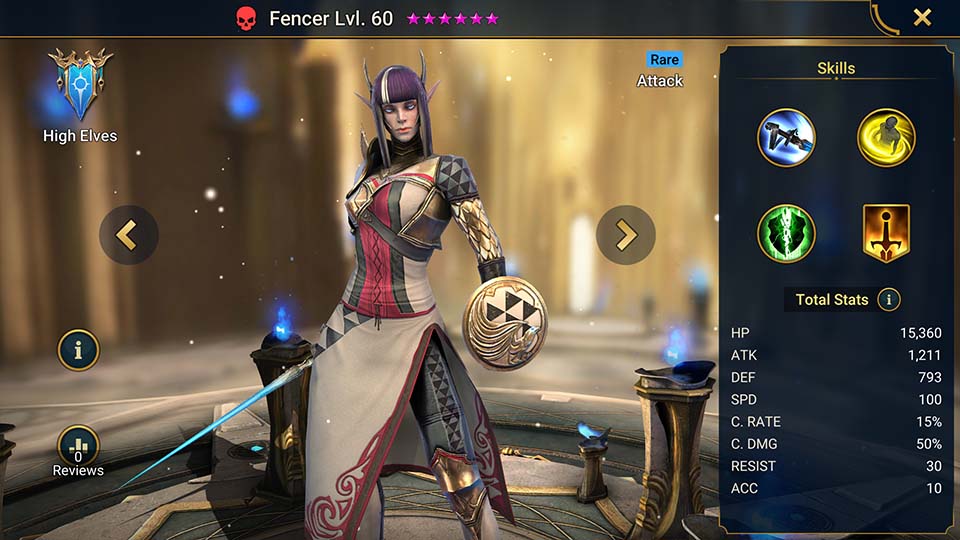 Fencer Lvl. 60
High Elves
Rare
Attack
Skills
Total Stats i
HP 15,360
ATK 1,211
DEF 793
SPD 100
C. RATE 15%
C. DMG 50%
RESIST 30
ACC 10
i
0
Reviews